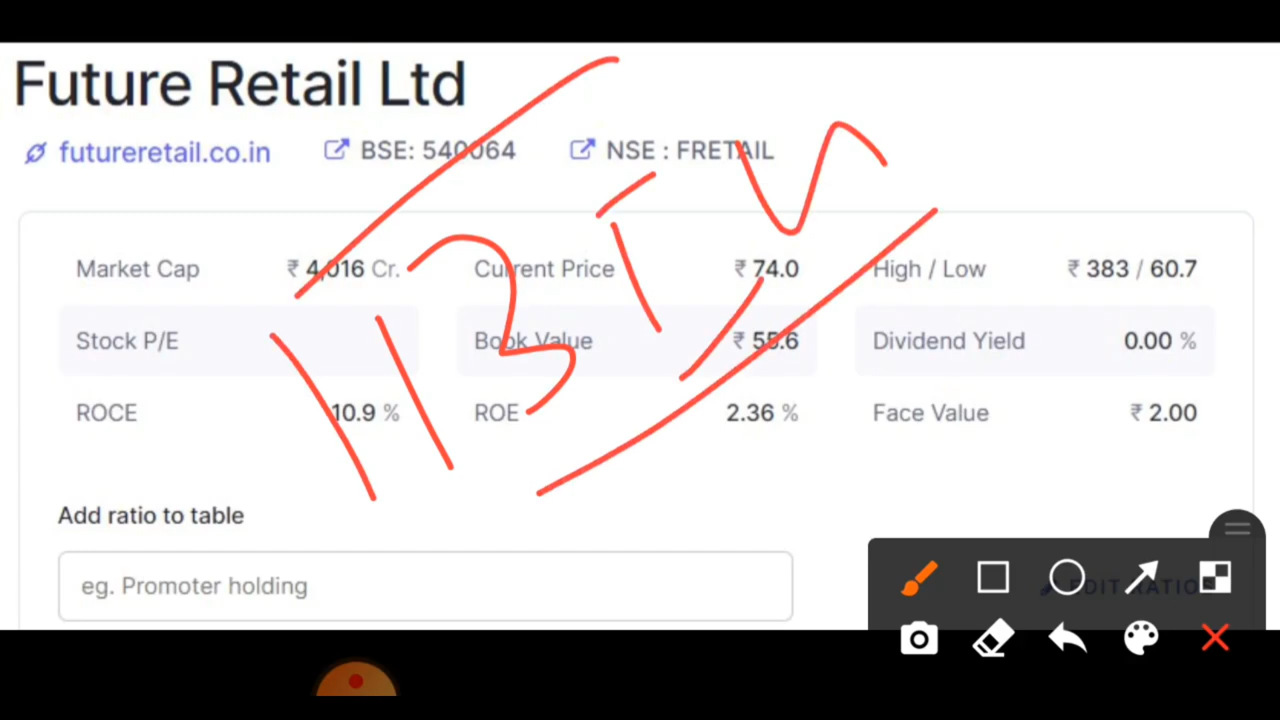 Future Retail Ltd
futureretail.co.in BSE: 540064 NSE : FRETAIL
Market Cap ₹ 4,016 Cr. Current Price ₹ 74.0 High / Low ₹ 383 / 60.7
Stock P/E Book Value ₹ 55.6 Dividend Yield 0.00 %
ROCE 10.9 % ROE 2.36 % Face Value ₹ 2.00
Add ratio to table
eg. Promoter holding
EDIT RATIOS